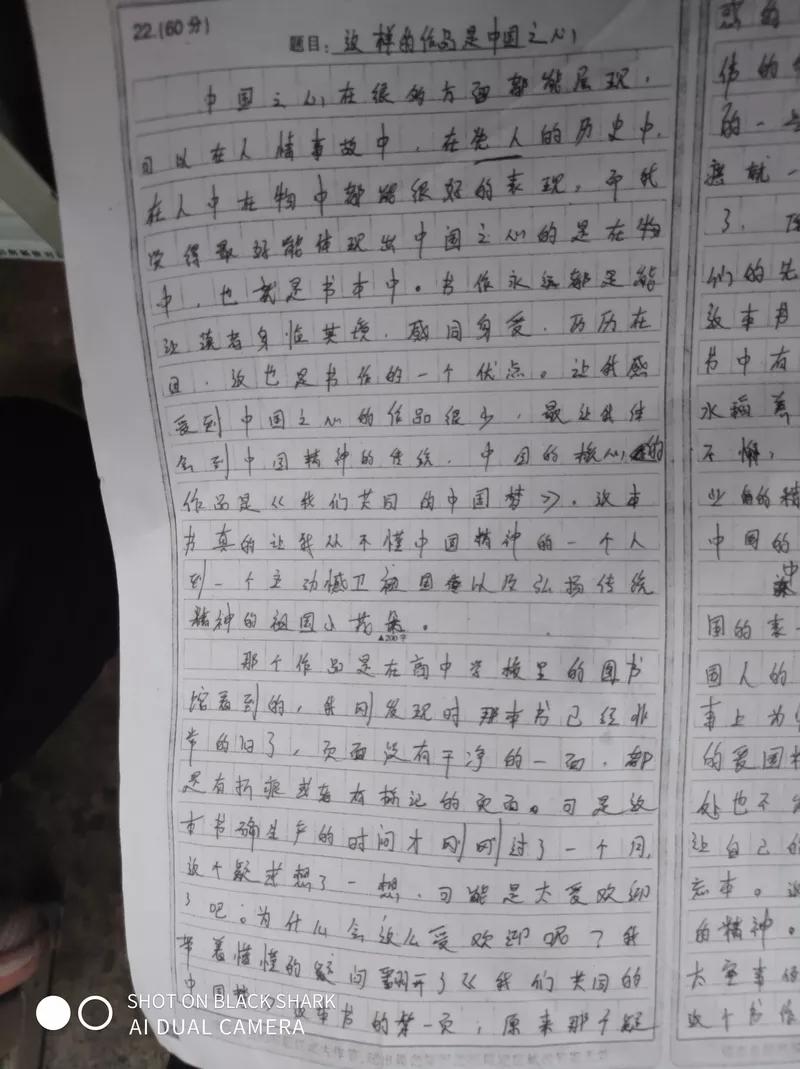 22.(60分)
题目：这样的作品是中国之心
中国之心在很多方面都能展现，
可以在人情事故中，在党人的历史中，
在人中在物中都能很好的表现，而我
觉得最好能体现出中国之心的是在物
中，也就是书本中。书作永远都是能
让读者身临其境，感同身受，历历在
目，这也是书作的一个优点。让我感
受到中国之心的作品很少，最让我体
会到中国精神的传统，中国的核心的
作品是《我们共同的中国梦》，这本
书真的让我从不懂中国精神的一个人
到一个主动憾卫祖国以及弘扬传统
精神的祖国小花朵。
▲200字
那个作品是在高中学校里的图书
馆看到的，我刚发现时那本书已经非
常的旧了，页面没有干净的一面，都
是有折痕或者有标记的页面。可是这
本书确生产的时间才刚刚过了一个月，
这个疑惑想了一想，可能是太受欢迎
了吧。为什么会这么受欢迎呢？我
带着懵懂的疑问翻开了《我们共同的
中国梦》这本书的第一页，原来那个疑
惑的
伟的
的一
了，
们的先
这本书
书中有
水稻
不懈，
业的精
中国的
中
国的表
国人的
事上为
的爱国
处也不
让自己的
忘本。
的精神。
太空事
这个书作
SHOT ON BLACK SHARK
AI DUAL CAMERA